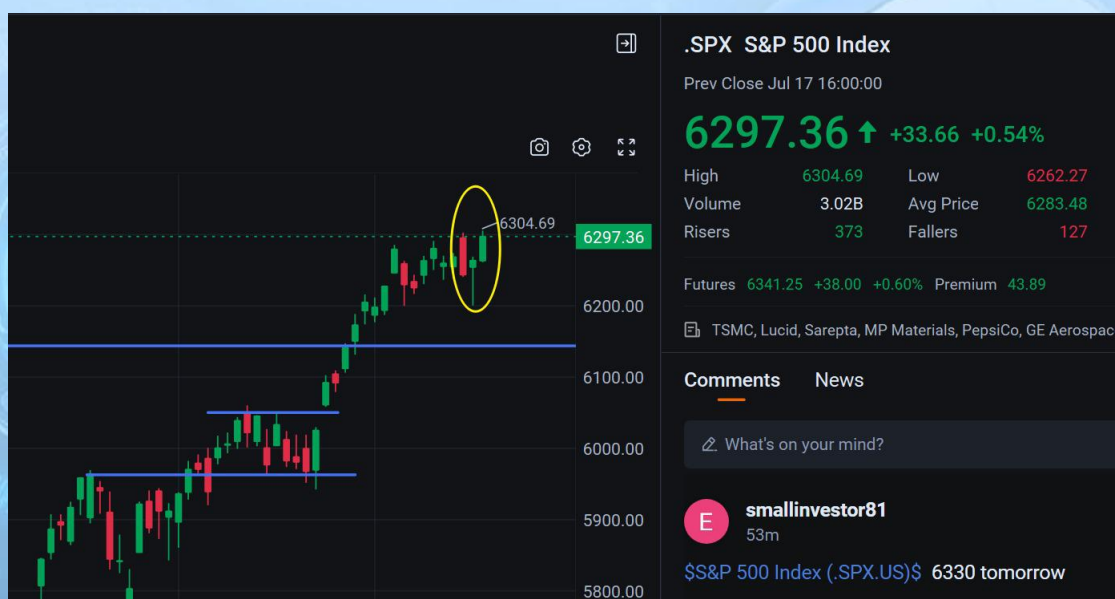 6304.69
6297.36
6200.00
6100.00
6000.00
5900.00
5800.00
.SPX S&P 500 Index
Prev Close Jul 17 16:00:00
6297.36 +33.66 +0.54%
High 6304.69 Low 6262.27
Volume 3.02B Avg Price 6283.48
Risers 373 Fallers 127
Futures 6341.25 +38.00 +0.60% Premium 43.89
TSMC, Lucid, Sarepta, MP Materials, PepsiCo, GE Aerospac
Comments News
What's on your mind?
E
smallinvestor81
53m
$S&P 500 Index (.SPX.US)$ 6330 tomorrow